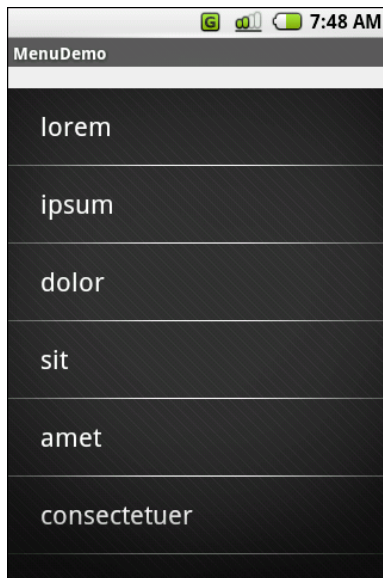 G 7:48 AM
MenuDemo
lorem
ipsum
dolor
sit
amet
consectetuer